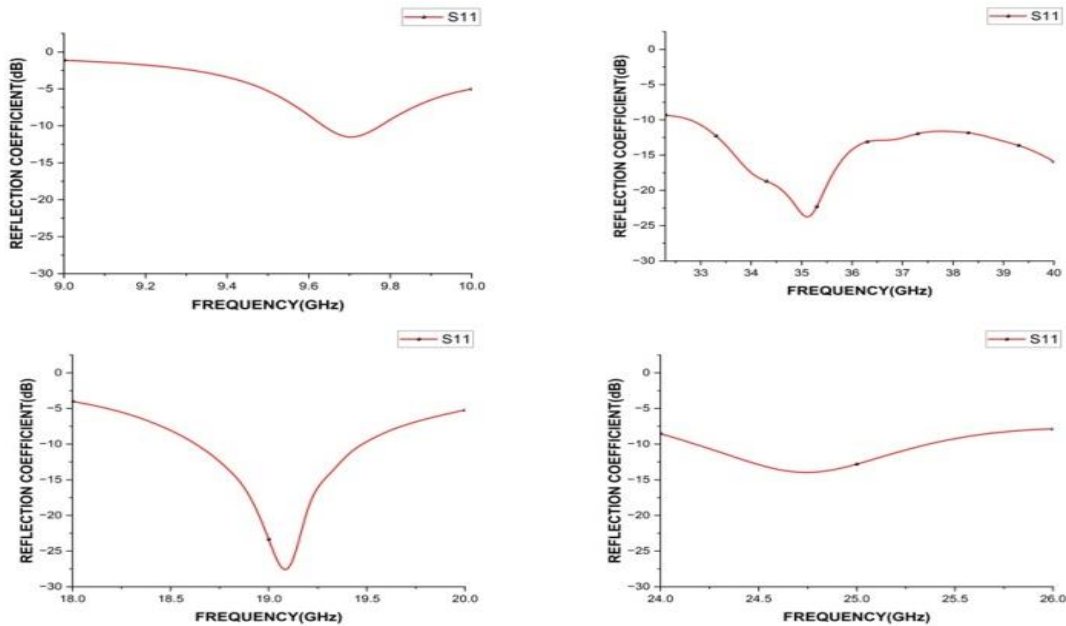 S11
REFLECTION COEFFICIENT(dB)
0
−5
−10
−15
−20
−25
−30
9.0 9.2 9.4 9.6 9.8 10.0
FREQUENCY(GHz)
S11
REFLECTION COEFFICIENT(dB)
0
−5
−10
−15
−20
−25
−30
33 34 35 36 37 38 39 40
FREQUENCY(GHz)
S11
REFLECTION COEFFICIENT(dB)
0
−5
−10
−15
−20
−25
−30
18.0 18.5 19.0 19.5 20.0
FREQUENCY(GHz)
S11
REFLECTION COEFFICIENT(dB)
0
−5
−10
−15
−20
−25
−30
24.0 24.5 25.0 25.5 26.0
FREQUENCY(GHz)